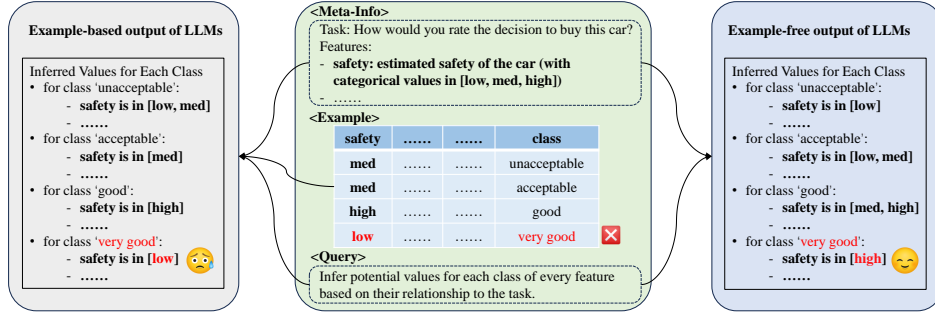 Example-based output of LLMs
Inferred Values for Each Class
• for class 'unacceptable':
- safety is in [low, med]
- ……
• for class 'acceptable':
- safety is in [med]
- ……
• for class 'good':
- safety is in [high]
- ……
• for class 'very good':
- safety is in [low]
- ……
<Meta-Info>
Task: How would you rate the decision to buy this car?
Features:
- safety: estimated safety of the car (with
categorical values in [low, med, high])
- ……
<Example>
safety …… …… class
med …… …… unacceptable
med …… …… acceptable
high …… …… good
low …… …… very good
<Query>
Infer potential values for each class of every feature
based on their relationship to the task.
Example-free output of LLMs
Inferred Values for Each Class
• for class 'unacceptable':
- safety is in [low]
- ……
• for class 'acceptable':
- safety is in [low, med]
- ……
• for class 'good':
- safety is in [med, high]
- ……
• for class 'very good':
- safety is in [high]
- ……